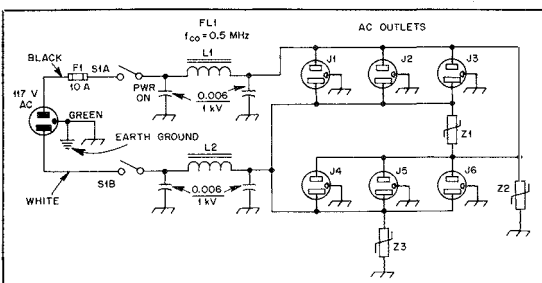 FL1
f co = 0.5 MHz
AC OUTLETS
BLACK
F1
10 A
S1A
L1
J1
J2
J3
PWR
ON
117 V
AC
GREEN
0.006
1 kV
EARTH GROUND
Z1
L2
J4
J5
J6
S1B
0.006
1 kV
Z2
WHITE
Z3